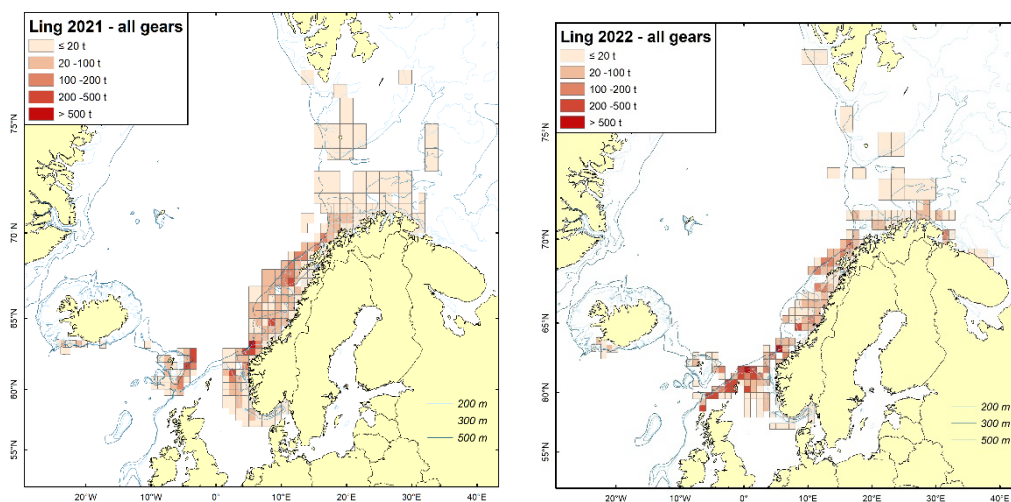 Ling 2021 - all gears
≤ 20 t
20 -100 t
100 -200 t
200 -500 t
> 500 t
75°N
70°N
65°N
60°N
55°N
200 m
300 m
500 m
20°W
10°W
0°
10°E
20°E
30°E
40°E
Ling 2022 - all gears
≤ 20 t
20 -100 t
100 -200 t
200 -500 t
> 500 t
75°N
70°N
65°N
60°N
55°N
200 m
300 m
500 m
20°W
10°W
0°
10°E
20°E
30°E
40°E